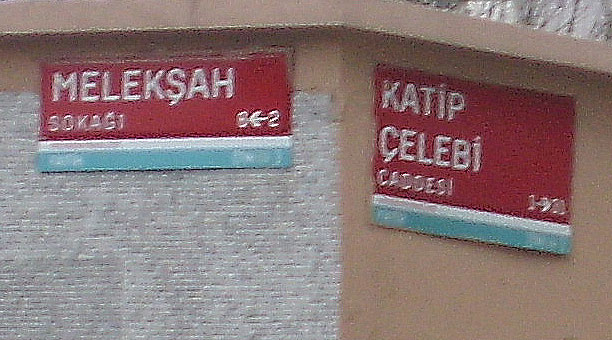 MELEKŞAH
SOKAĞI
KATİP
ÇELEBİ
CADDESİ